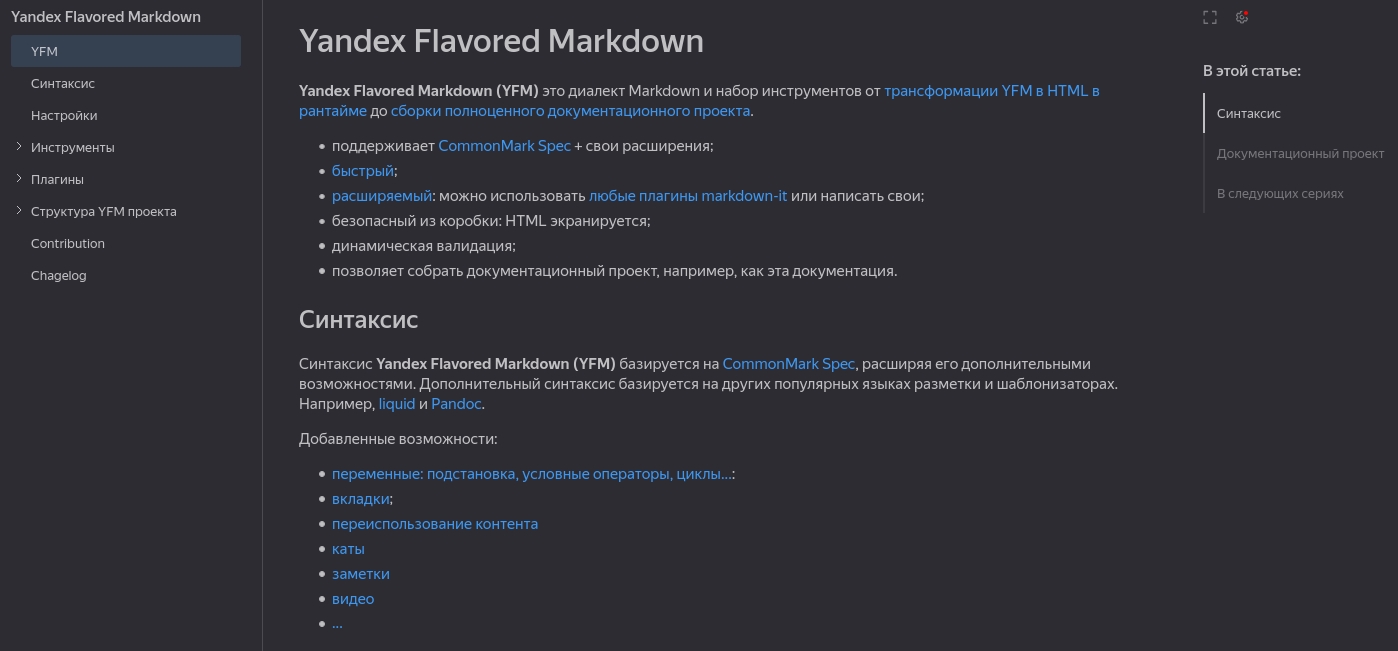 Yandex Flavored Markdown
YFM
Синтаксис
Настройки
Инструменты
Плагины
Структура YFM проекта
Contribution
Chagelog
Yandex Flavored Markdown
Yandex Flavored Markdown (YFM) это диалект Markdown и набор инструментов от трансформации YFM в HTML в
рантайме до сборки полноценного документационного проекта.
поддерживает CommonMark Spec + свои расширения;
быстрый;
расширяемый: можно использовать любые плагины markdown-it или написать свои;
безопасный из коробки: HTML экранируется;
динамическая валидация;
позволяет собрать документационный проект, например, как эта документация.
Синтаксис
Синтаксис Yandex Flavored Markdown (YFM) базируется на CommonMark Spec, расширяя его дополнительными
возможностями. Дополнительный синтаксис базируется на других популярных языках разметки и шаблонизаторах.
Например, liquid и Pandoc.
Добавленные возможности:
переменные: подстановка, условные операторы, циклы...:
вкладки;
переиспользование контента
каты
заметки
видео
...
В этой статье:
Синтаксис
Документационный проект
В следующих сериях